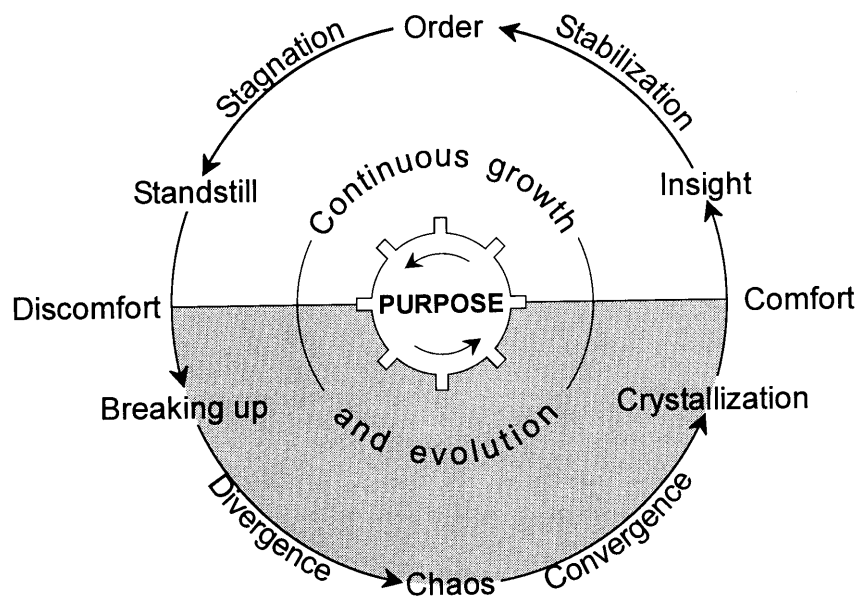 Order
Stagnation
Stabilization
Standstill
Insight
Continuous growth
Discomfort
PURPOSE
Comfort
Breaking up
Crystallization
and evolution
Divergence
Convergence
Chaos